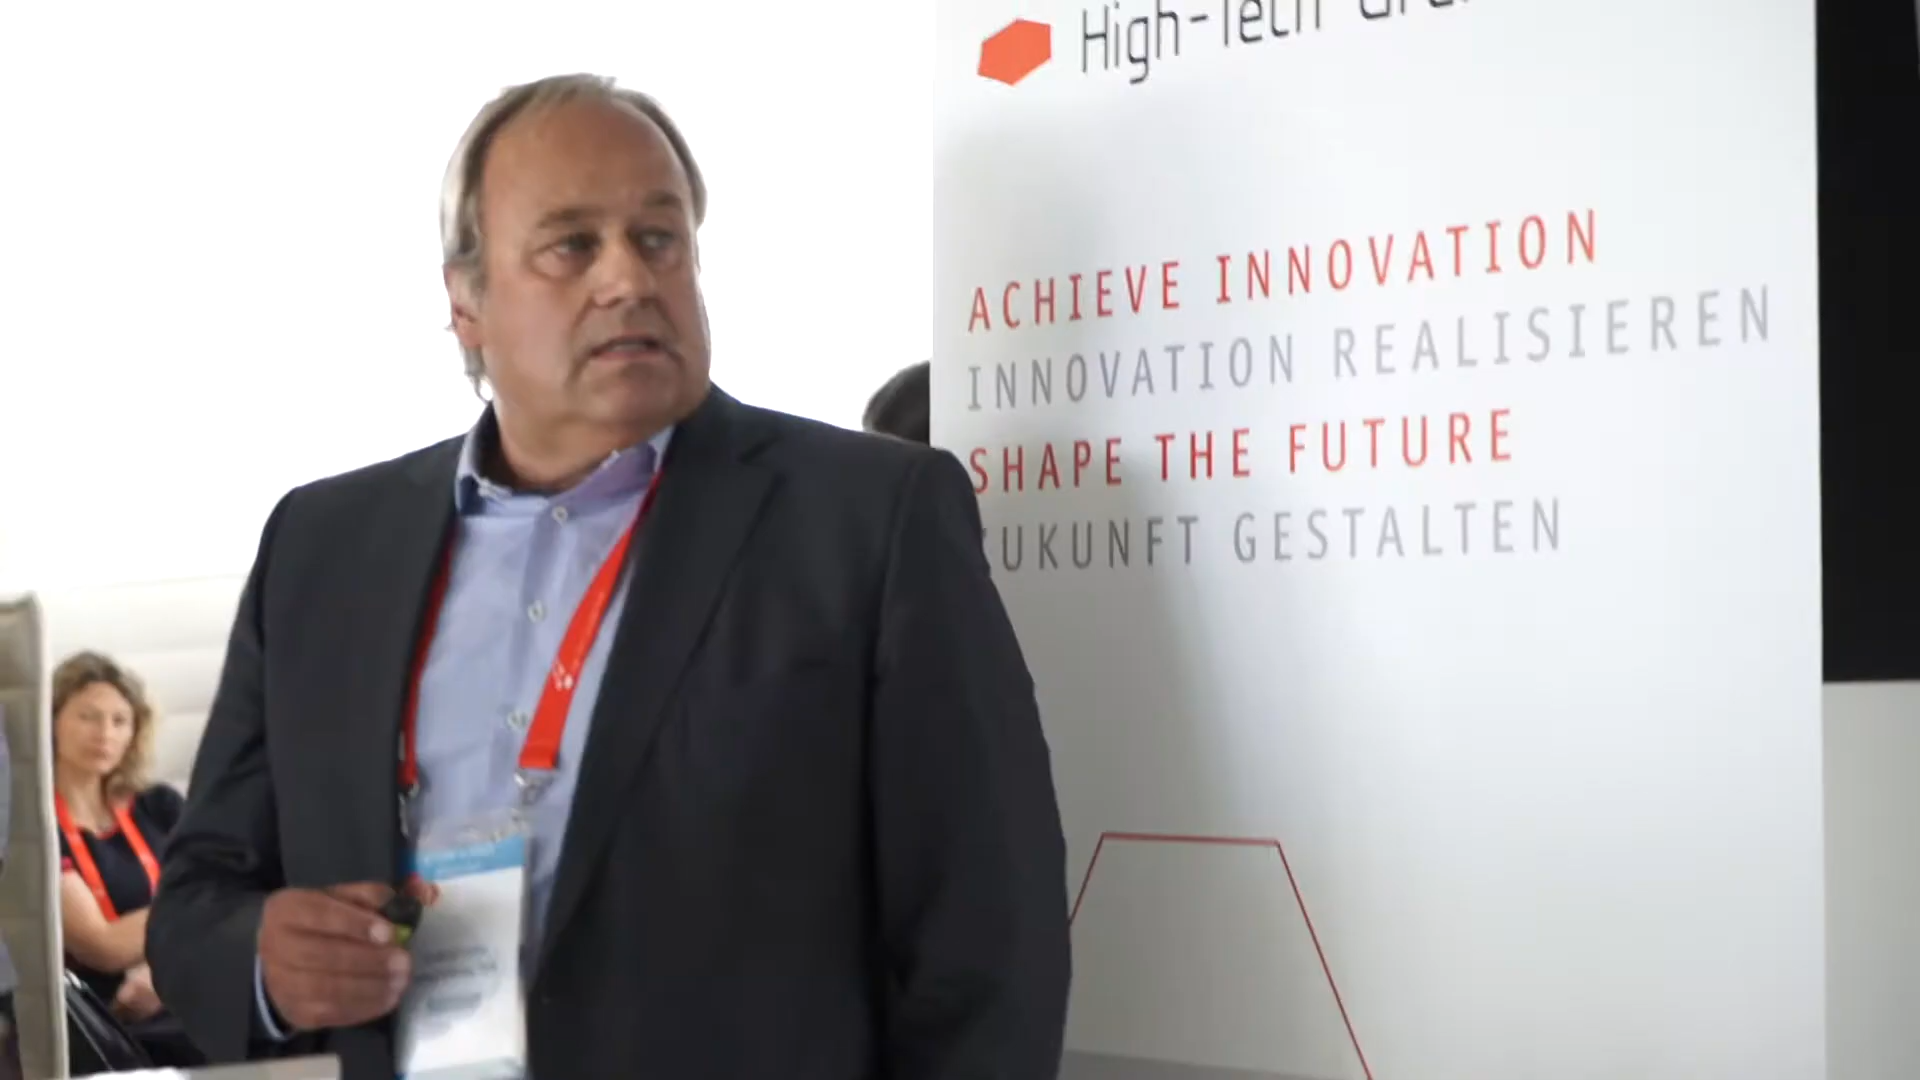 High-Tech
ACHIEVE INNOVATION
INNOVATION REALISIEREN
SHAPE THE FUTURE
ZUKUNFT GESTALTEN